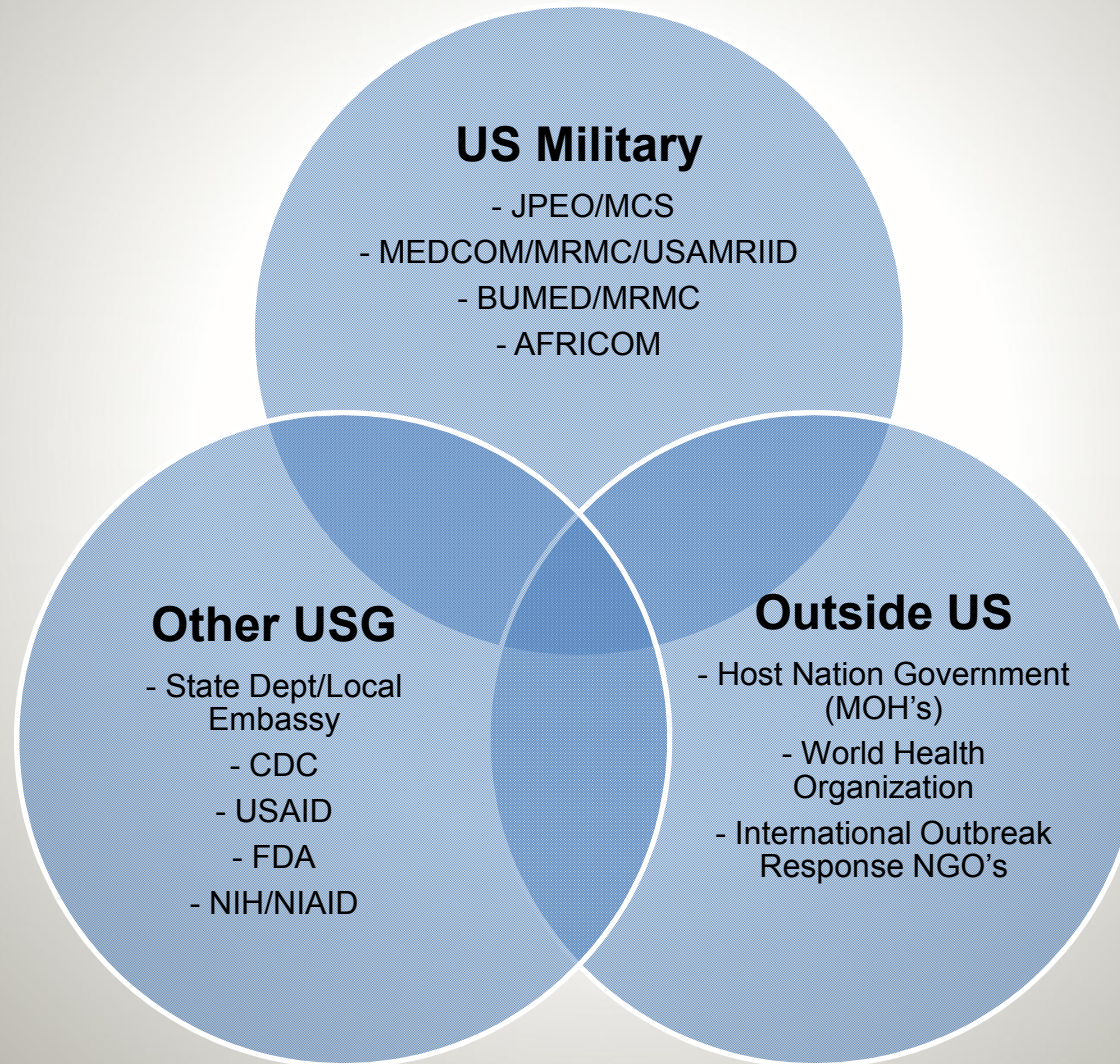 US Military
- JPEO/MCS
- MEDCOM/MRMC/USAMRIID
- BUMED/MRMC
- AFRICOM
Other USG
- State Dept/Local
Embassy
- CDC
- USAID
- FDA
- NIH/NIAID
Outside US
- Host Nation Government
(MOH’s)
- World Health
Organization
- International Outbreak
Response NGO’s